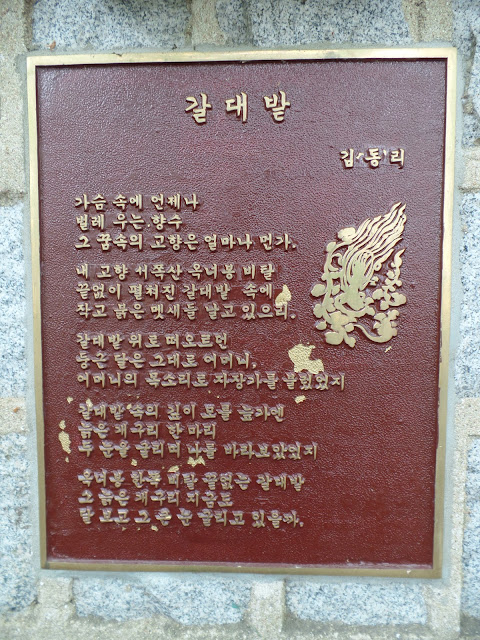 갈대밭
김동리
가슴 속에 언제나
벌레 우는 향수
그 꿈속의 고향은 얼마나 먼가.
내 고향 서쪽산 옥녀봉 비탈
끝없이 펼쳐진 갈대밭 속에
작고 붉은 멧새들 날고 있으리.
갈대밭 위로 떠오르던
둥근 달은 그대로 어머니,
어머니의 목소리로 자장가를 들었었지
갈대밭 속의 깊이 모를 늪가엔
늙은 개구리 한 마리
두 눈을 껌벅이며 나를 바라보았었지
옥녀봉 한쪽 비탈 끝없는 갈대밭
그 늙은 개구리 지금도
달 보고 그 큰 눈 굴리고 있을까.